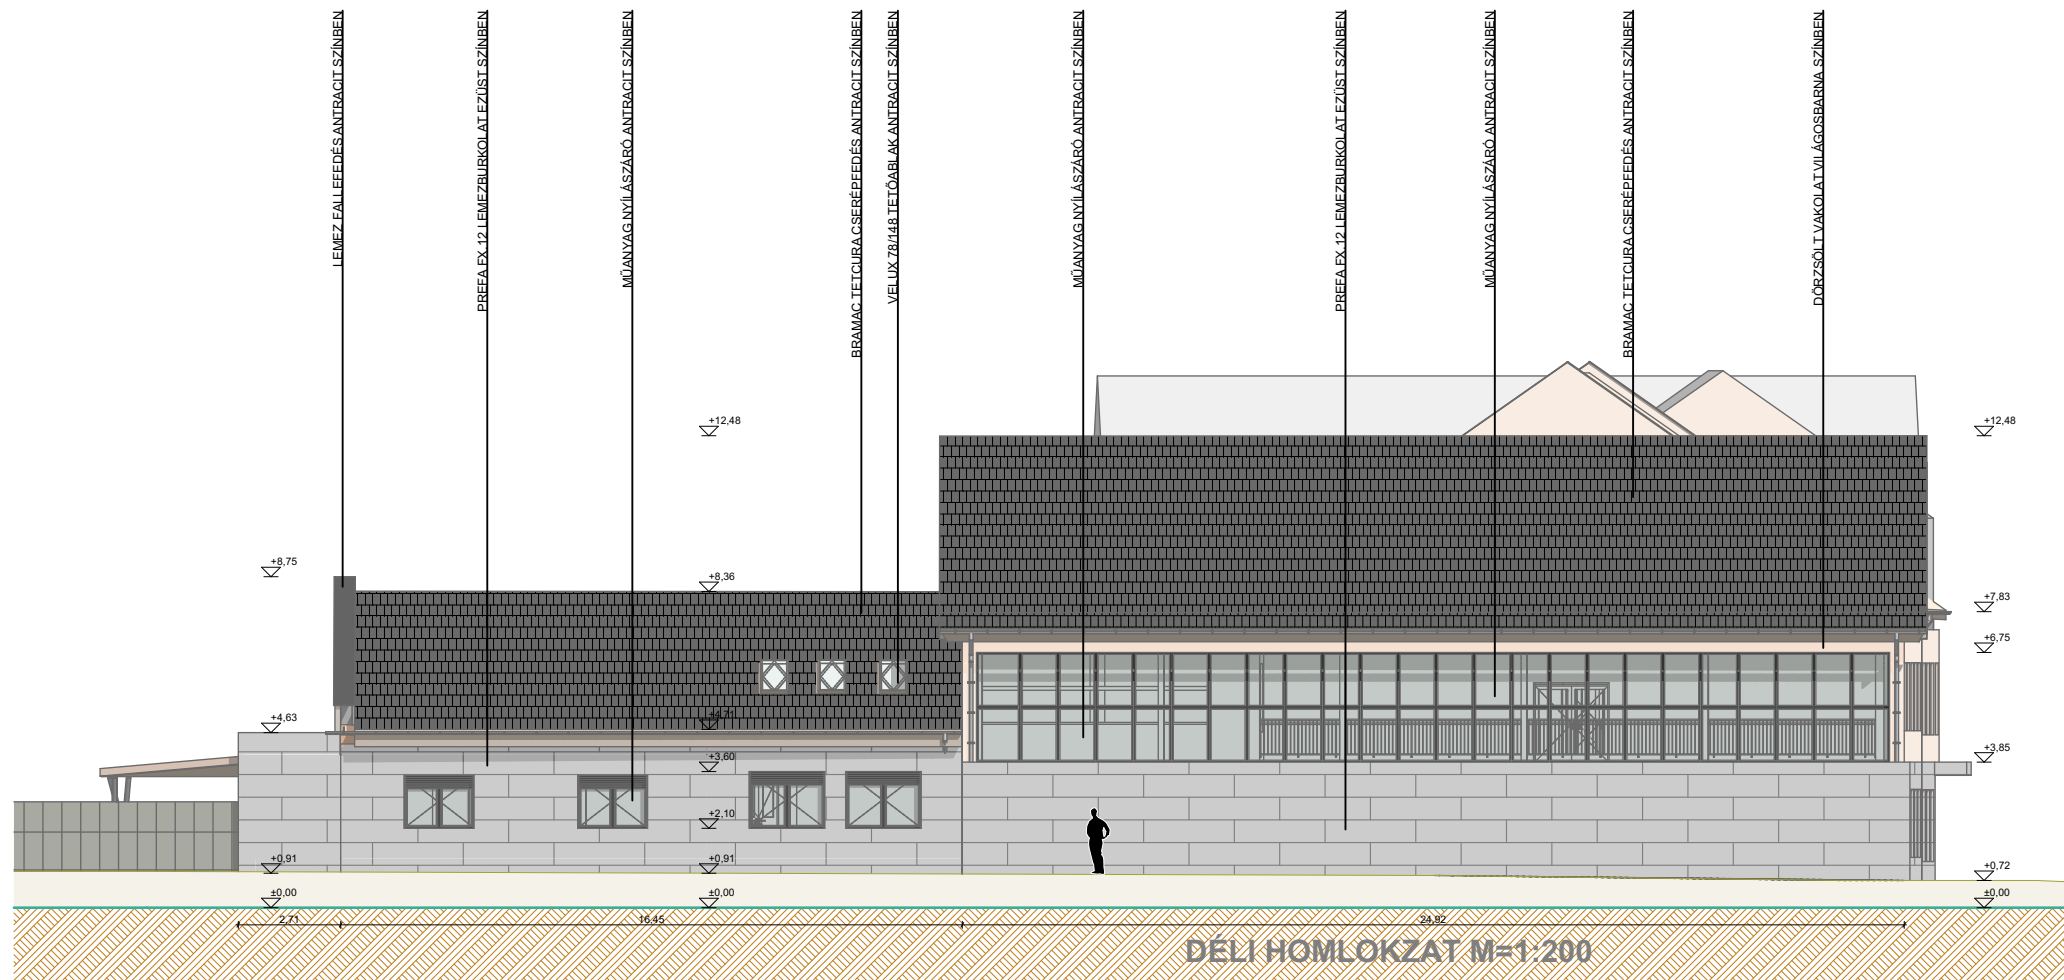 LEMEZ FALLEFEDÉS ANTRACIT SZÍNBEN
PREFA FX.12 LEMEZBURKOLAT EZÜST SZÍNBEN
MŰANYAG NYÍLÁSZÁRÓ ANTRACIT SZÍNBEN
BRAMAC TETCURA CSERÉPFEDÉS ANTRACIT SZÍNBEN
VELUX 78/148 TETŐABLAK ANTRACIT SZÍNBEN
MŰANYAG NYÍLÁSZÁRÓ ANTRACIT SZÍNBEN
PREFA FX.12 LEMEZBURKOLAT EZÜST SZÍNBEN
MŰANYAG NYÍLÁSZÁRÓ ANTRACIT SZÍNBEN
BRAMAC TETCURA CSERÉPFEDÉS ANTRACIT SZÍNBEN
DÖRZSÖLT VAKOLAT VILÁGOSBARNA SZÍNBEN
+12,48
+12,48
+8,75
+8,36
+7,83
+6,75
+4,63
+4,71
+3,60
+3,85
+2,10
+0,91
+0,91
+0,72
±0,00
±0,00
±0,00
2,71
16,45
24,92
DÉLI HOMLOKZAT M=1:200